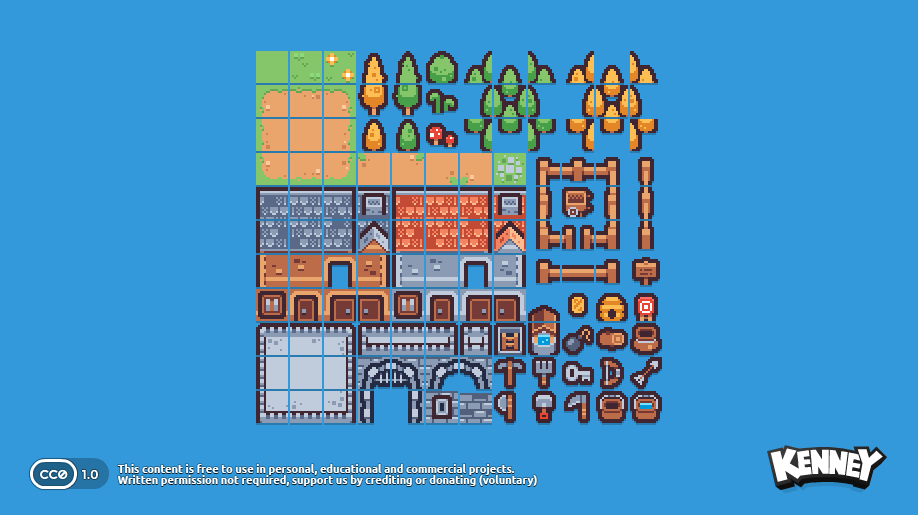 CC0 1.0
This content is free to use in personal, educational and commercial projects.
Written permission not required, support us by crediting or donating (voluntary)
KENNEY